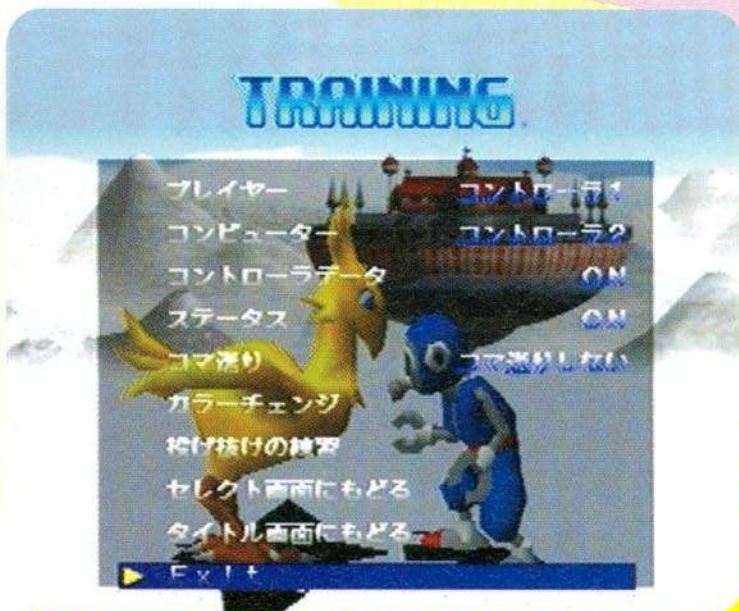 TRAINING
プレイヤー コントローラ1
コンピューター コントローラ2
コントローラデータ ON
ステータス ON
コマ送り コマ送りしない
カラーチェンジ
投げ抜けの練習
セレクト画面にもどる
タイトル画面にもどる
Exit